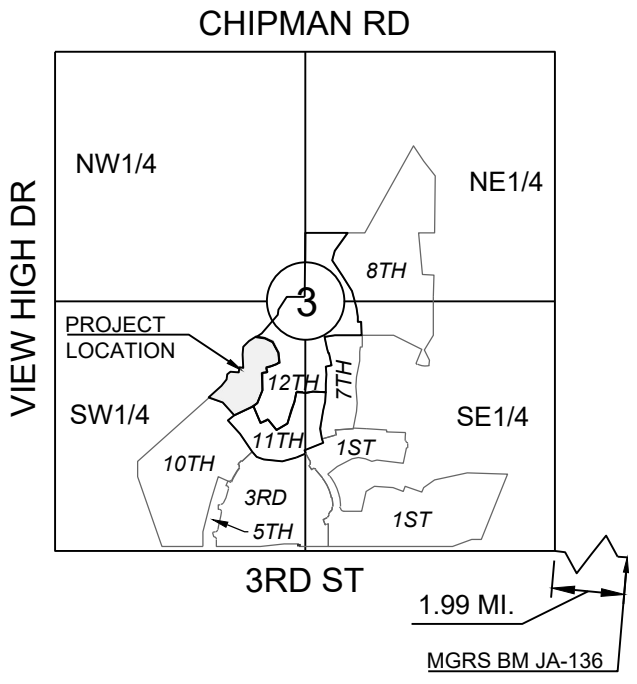 CHIPMAN RD
NW1/4
NE1/4
VIEW HIGH DR
8TH
3
PROJECT
LOCATION
12TH
7TH
SW1/4
SE1/4
11TH
1ST
10TH
3RD
1ST
5TH
3RD ST
1.99 MI.
MGRS BM JA-136